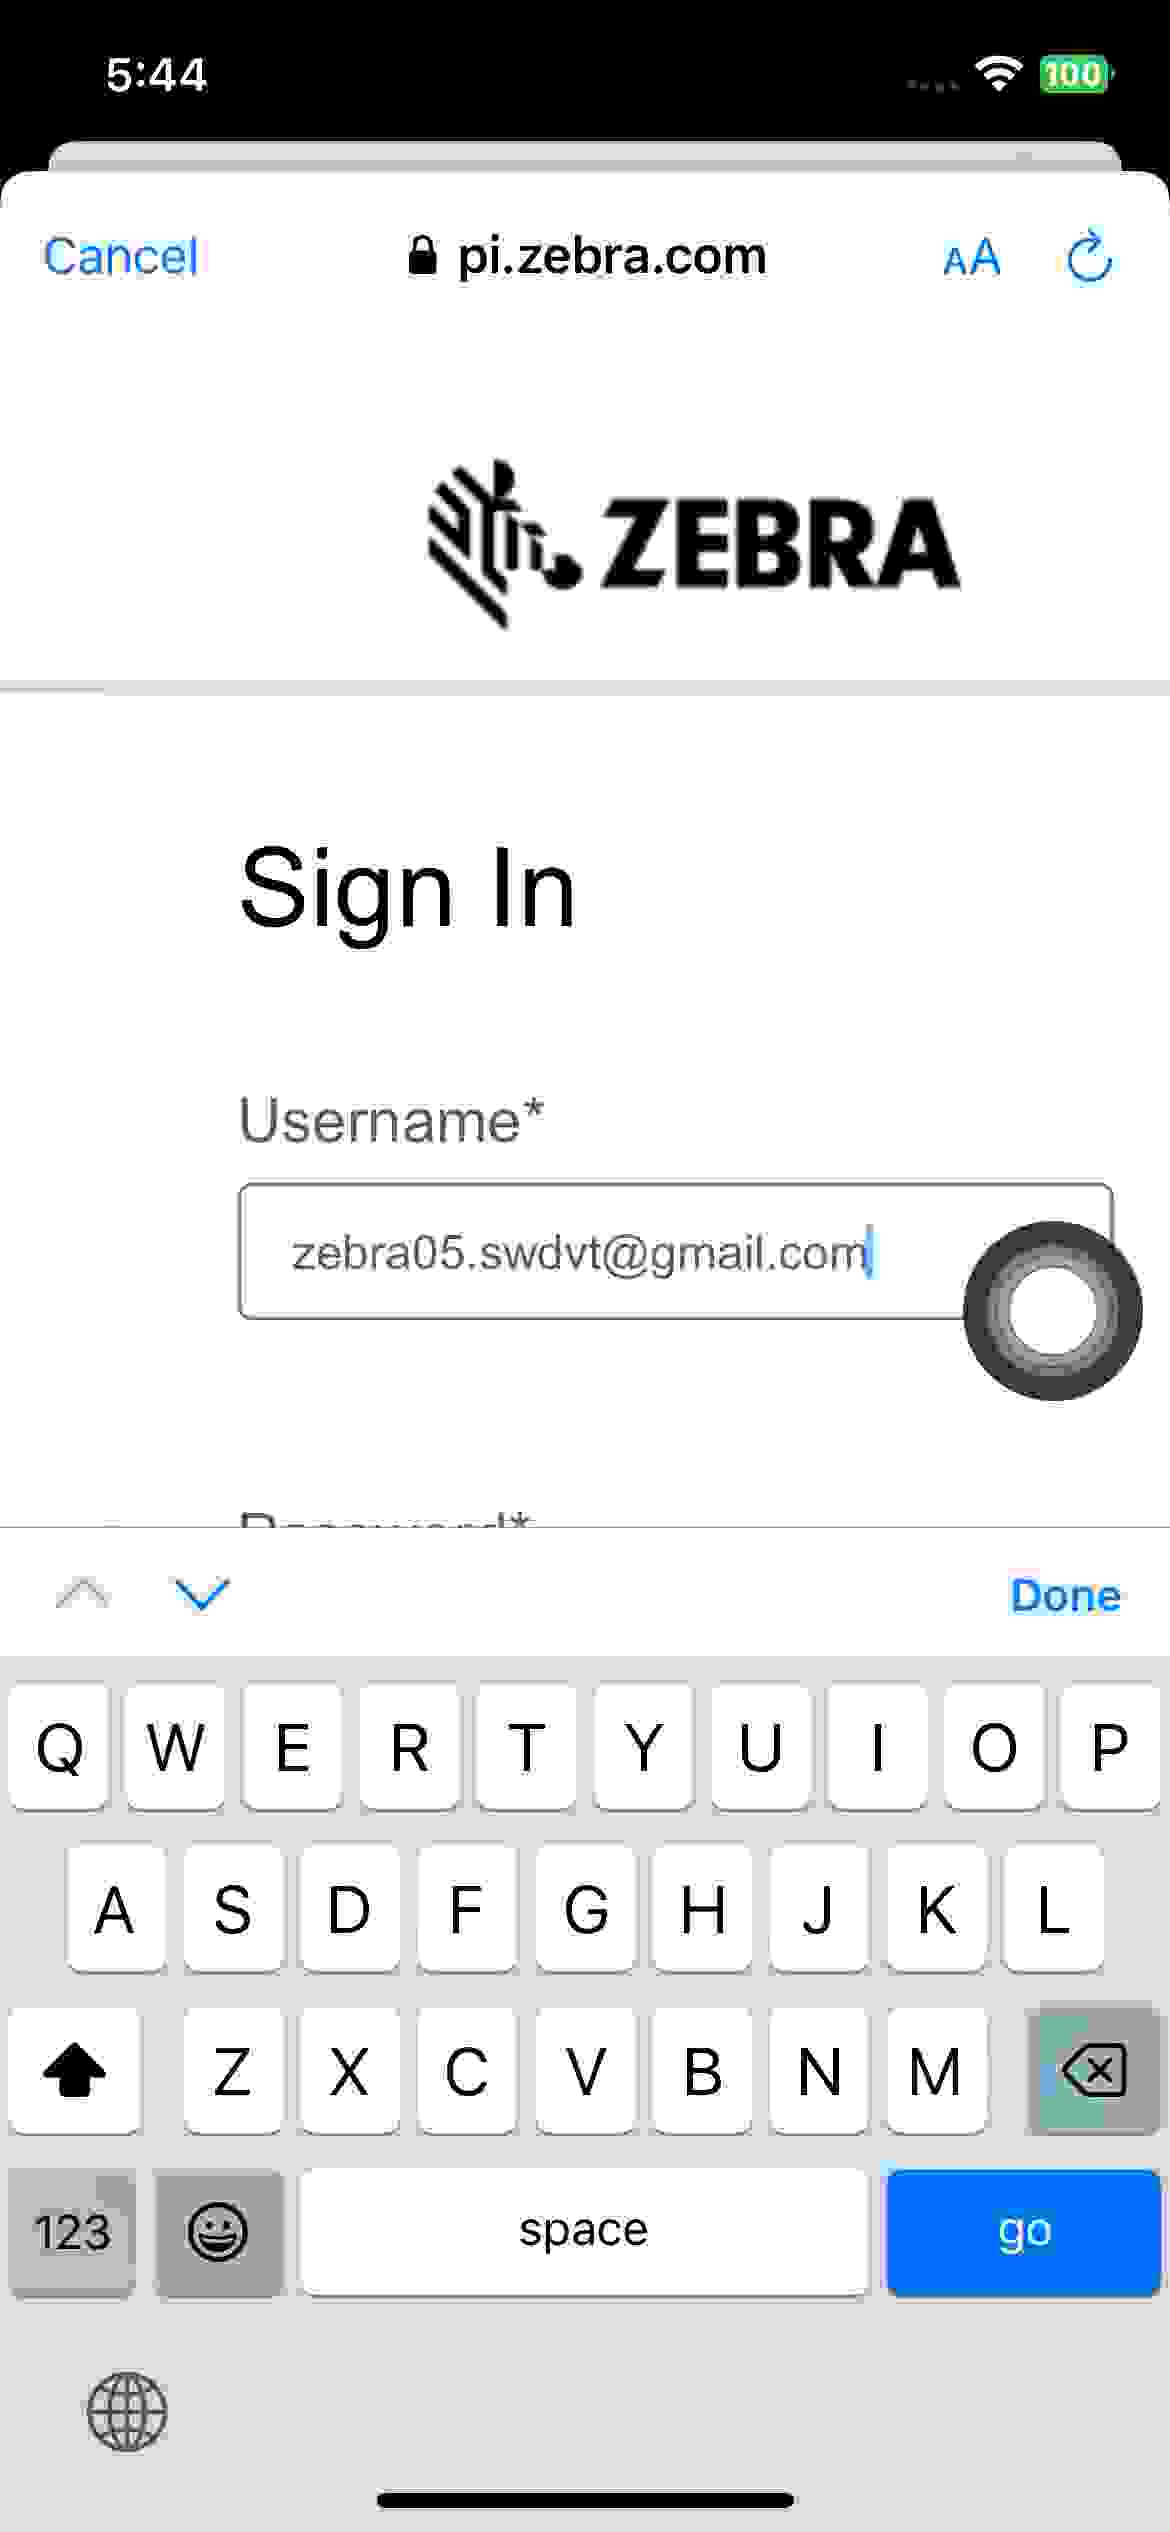 5:44
100
Cancel
pi.zebra.com
AA
ZEBRA
Sign In
Username*
zebra05.swdvt@gmail.com
Password*
Done
Q W E R T Y U I O P
A S D F G H J K L
Z X C V B N M
123
space
go